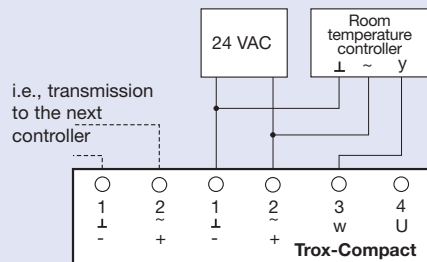 24 VAC
Room
temperature
controller
⊥ ~ y
i.e., transmission
to the next
controller
1 2 1 2 3 4
⊥ ~ ⊥ ~ w U
- + - +
Trox-Compact